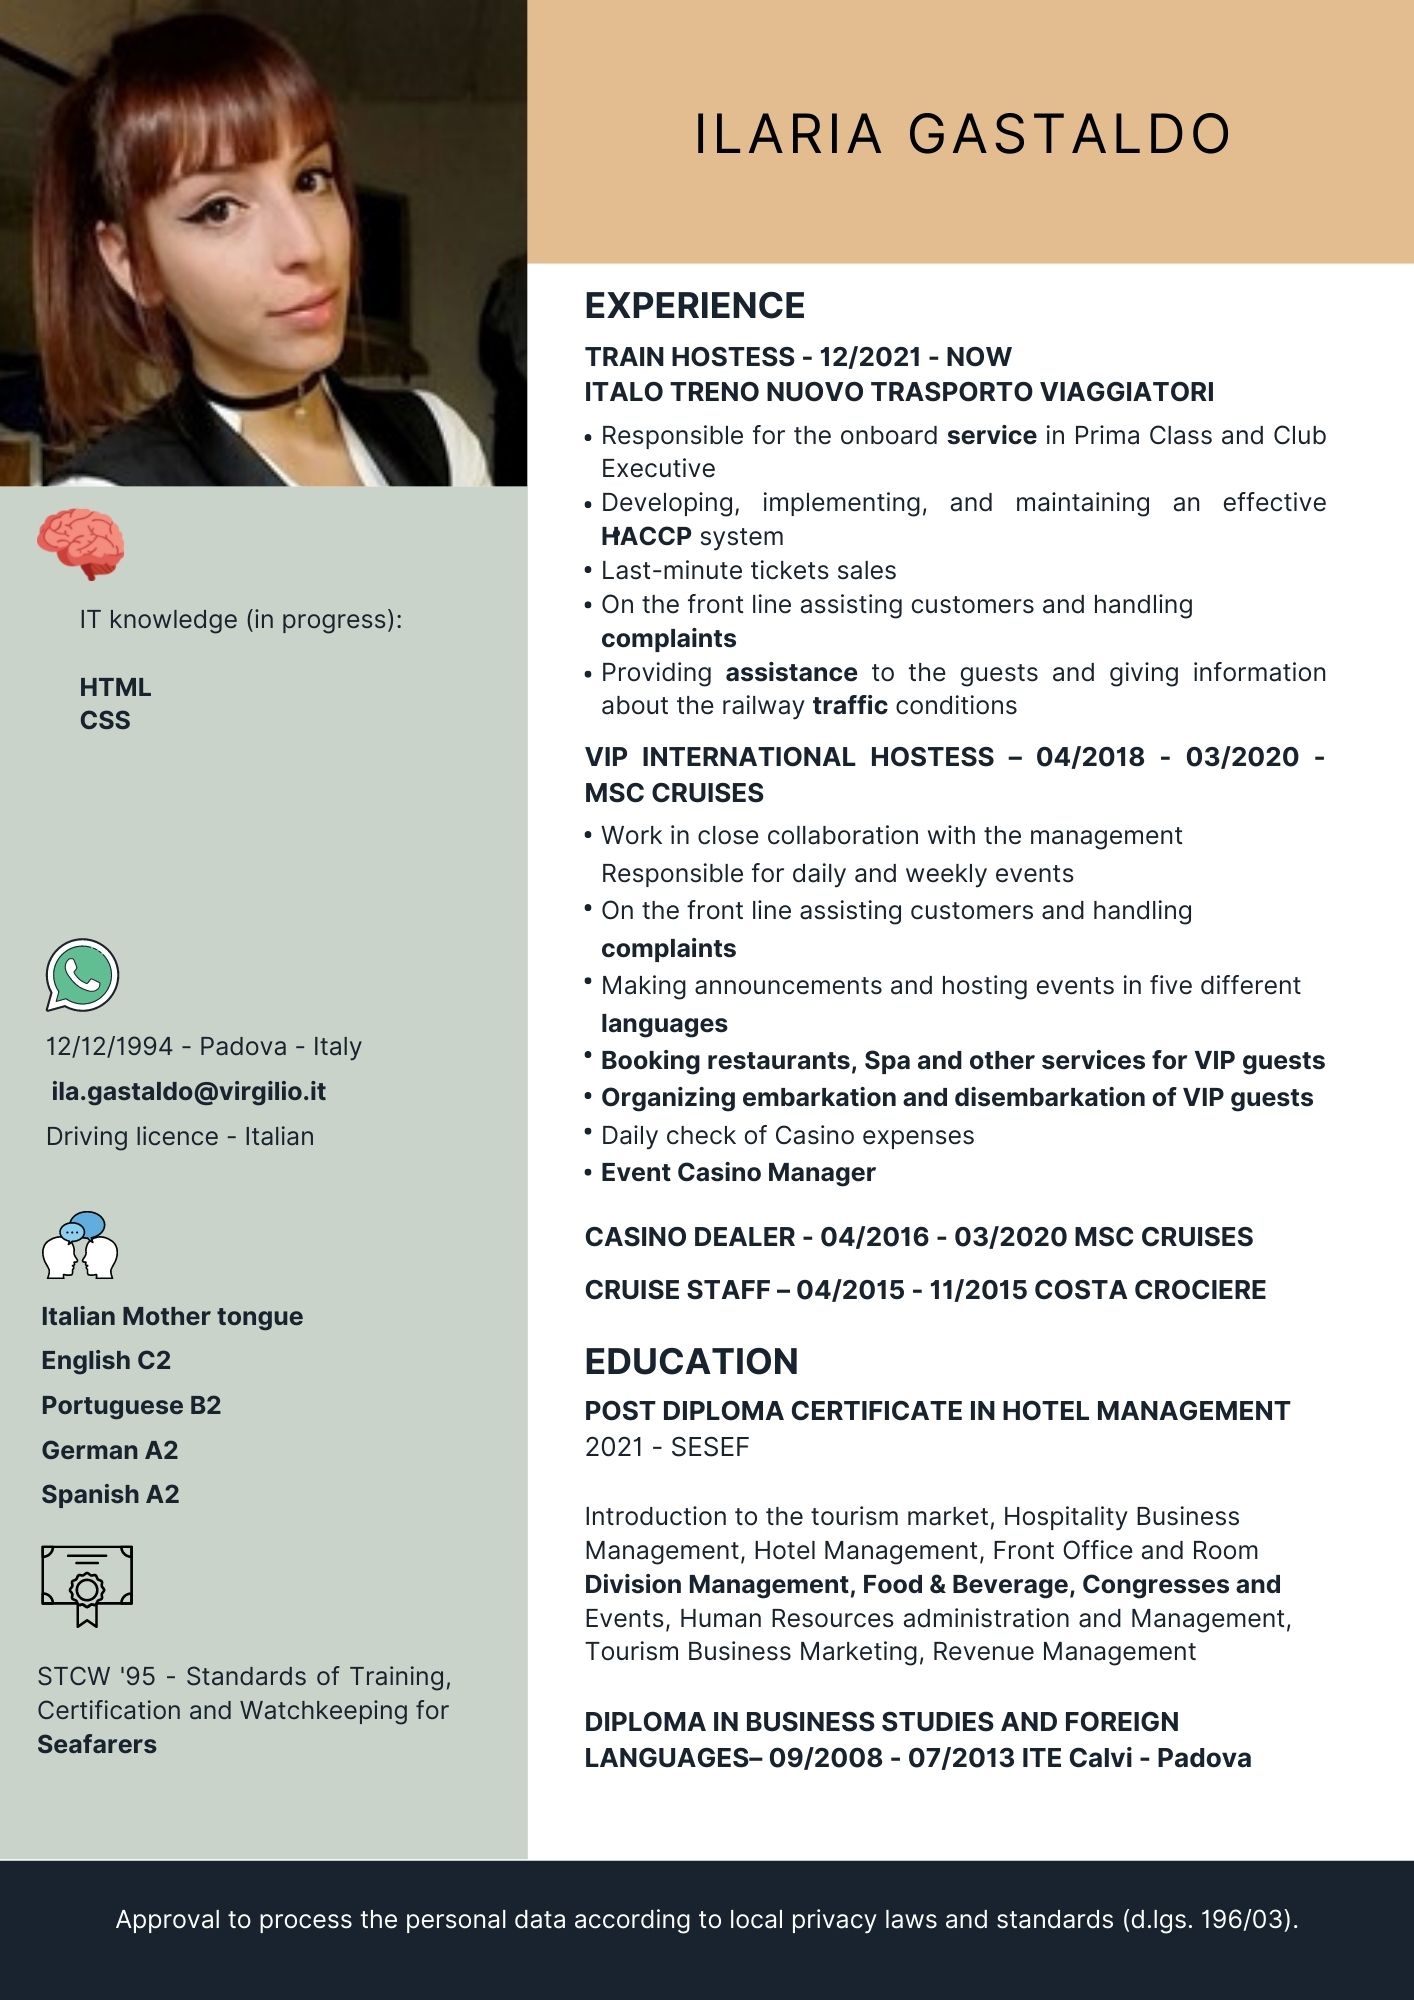 ILARIA GASTALDO
EXPERIENCE
TRAIN HOSTESS - 12/2021 - NOW
ITALO TRENO NUOVO TRASPORTO VIAGGIATORI
• Responsible for the onboard service in Prima Class and Club
Executive
• Developing, implementing, and maintaining an effective
HACCP system
• Last-minute tickets sales
• On the front line assisting customers and handling
complaints
• Providing assistance to the guests and giving information
about the railway traffic conditions
VIP INTERNATIONAL HOSTESS – 04/2018 - 03/2020 -
MSC CRUISES
• Work in close collaboration with the management
Responsible for daily and weekly events
• On the front line assisting customers and handling
complaints
• Making announcements and hosting events in five different
languages
• Booking restaurants, Spa and other services for VIP guests
• Organizing embarkation and disembarkation of VIP guests
• Daily check of Casino expenses
• Event Casino Manager
CASINO DEALER - 04/2016 - 03/2020 MSC CRUISES
CRUISE STAFF – 04/2015 - 11/2015 COSTA CROCIERE
EDUCATION
POST DIPLOMA CERTIFICATE IN HOTEL MANAGEMENT
2021 - SESEF
Introduction to the tourism market, Hospitality Business
Management, Hotel Management, Front Office and Room
Division Management, Food & Beverage, Congresses and
Events, Human Resources administration and Management,
Tourism Business Marketing, Revenue Management
DIPLOMA IN BUSINESS STUDIES AND FOREIGN
LANGUAGES– 09/2008 - 07/2013 ITE Calvi - Padova
IT knowledge (in progress):
HTML
CSS
12/12/1994 - Padova - Italy
ila.gastaldo@virgilio.it
Driving licence - Italian
Italian Mother tongue
English C2
Portuguese B2
German A2
Spanish A2
STCW '95 - Standards of Training,
Certification and Watchkeeping for
Seafarers
Approval to process the personal data according to local privacy laws and standards (d.lgs. 196/03).